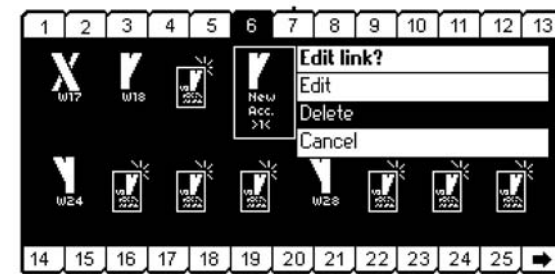 1 2 3 4 5 6 7 8 9 10 11 12 13
Edit link?
Edit
Delete
Cancel
W17
W18
New
Acc.
>1<
W24
W28
14 15 16 17 18 19 20 21 22 23 24 25